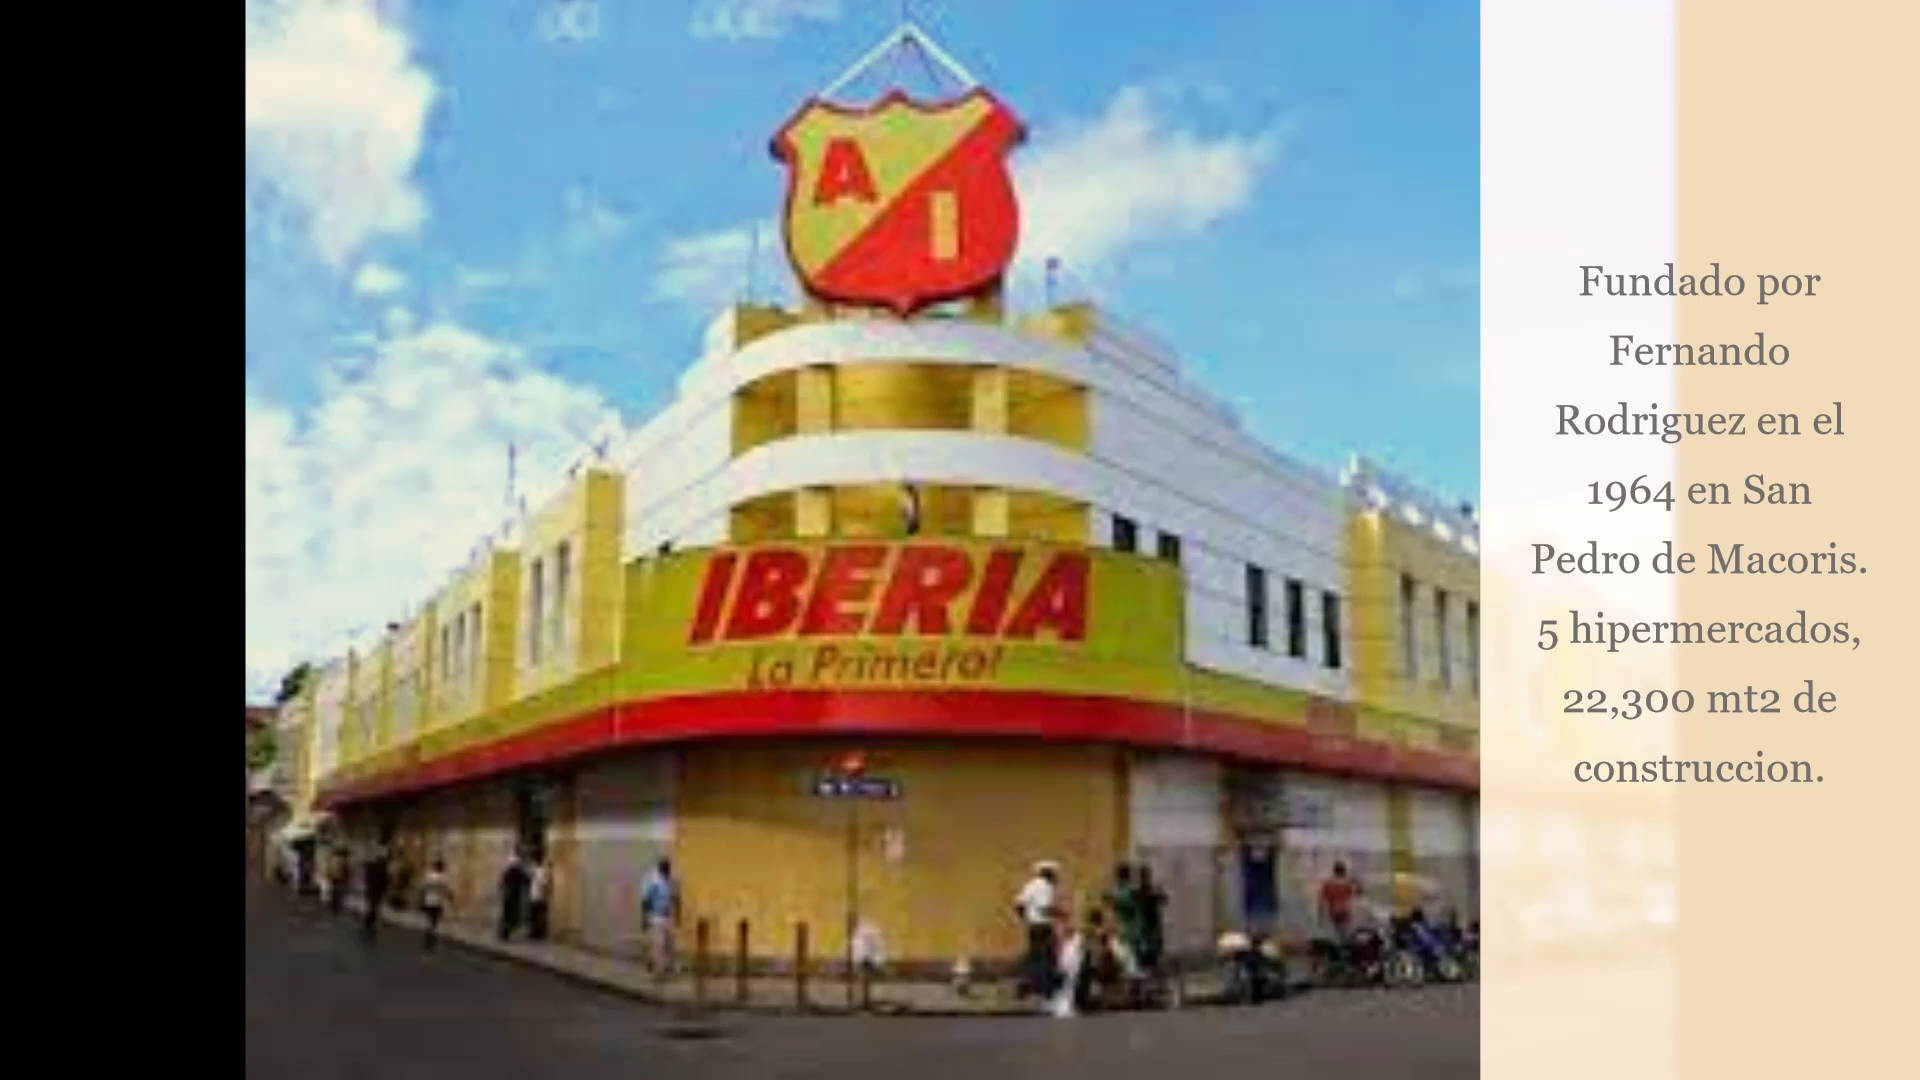 A
I
IBERIA
La Primera!
Fundado por
Fernando
Rodriguez en el
1964 en San
Pedro de Macoris.
5 hipermercados,
22,300 mt2 de
construccion.